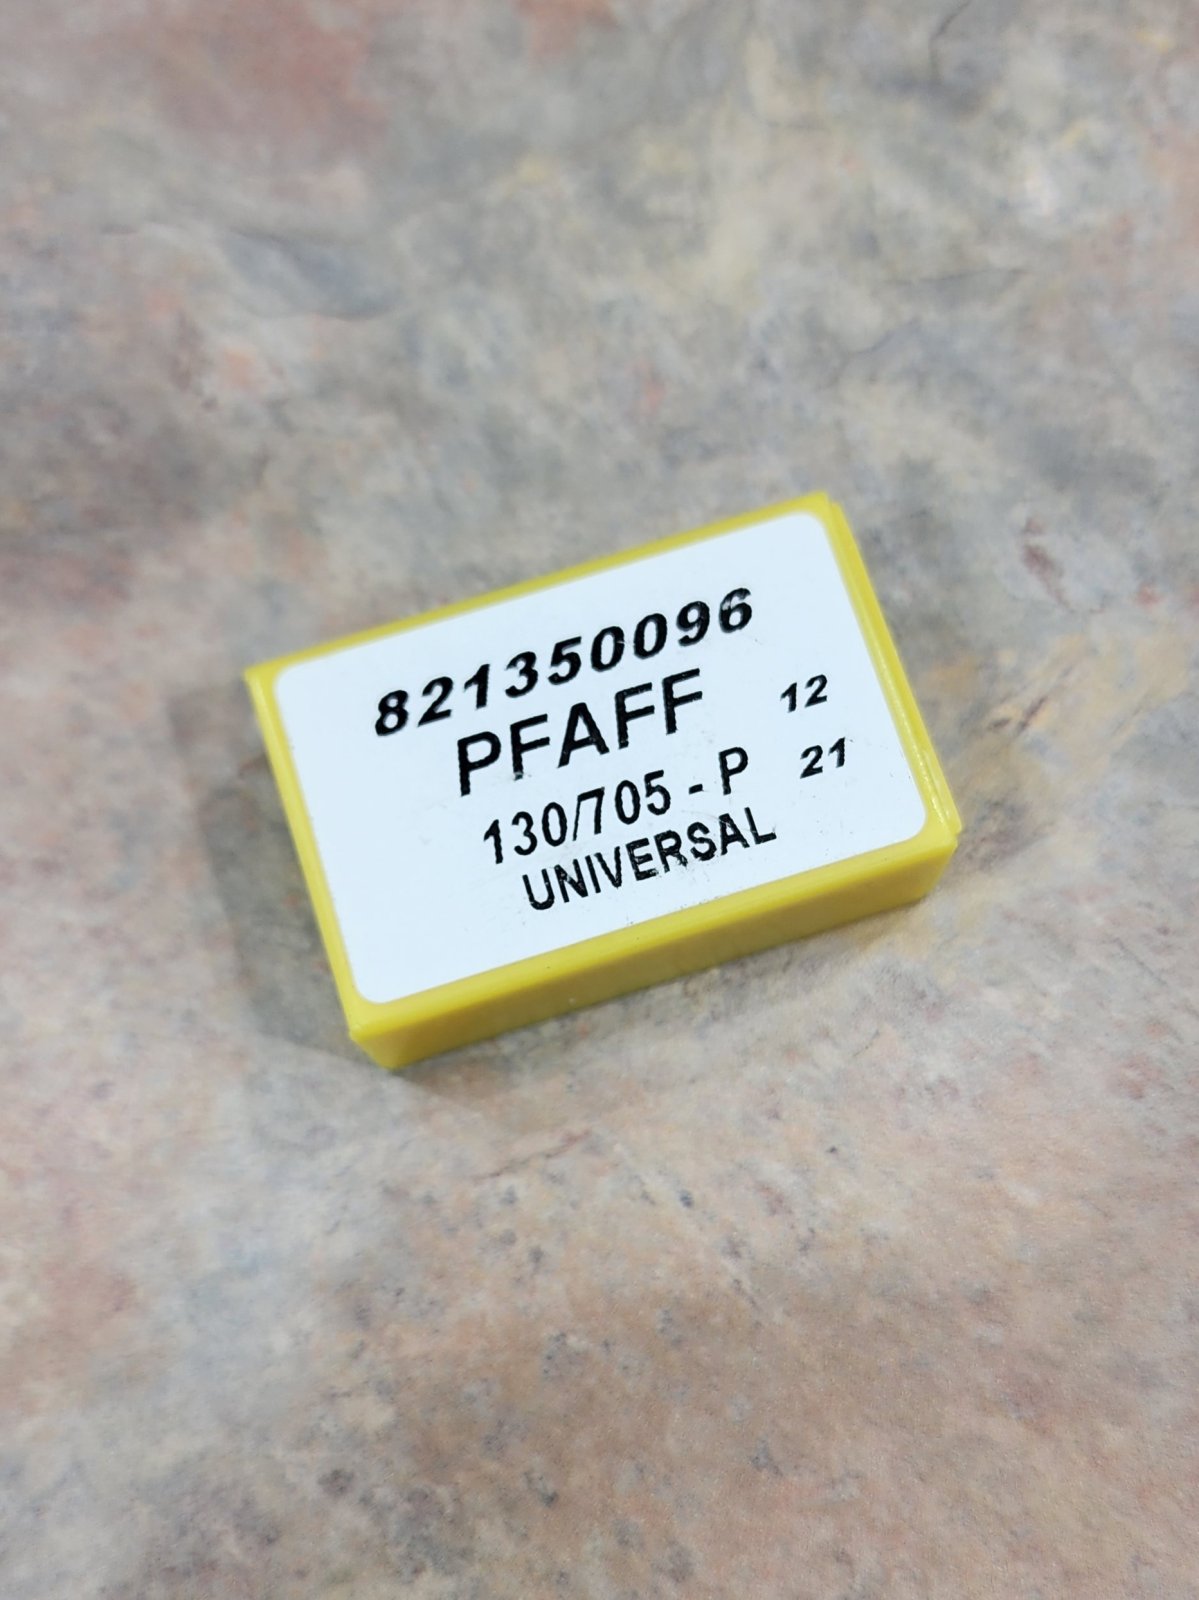 821350096
PFAFF 12
130/705 - P 21
UNIVERSAL